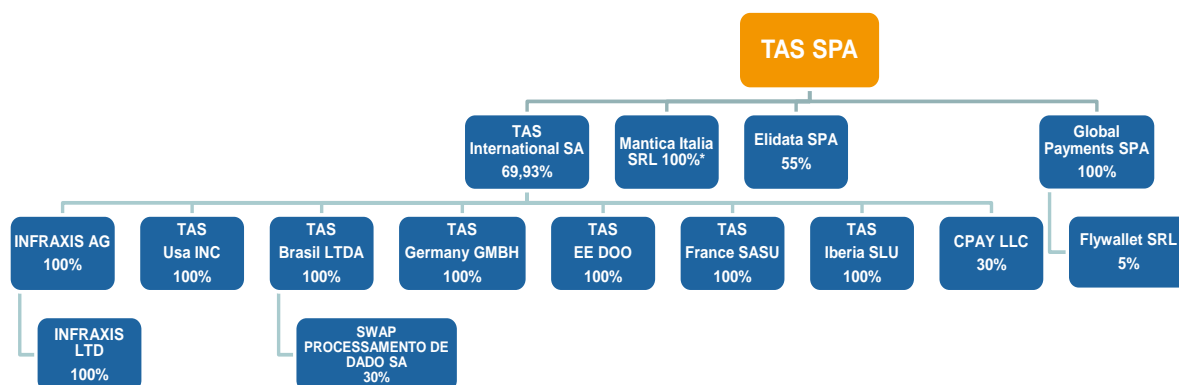 TAS SPA
TAS
International SA
69,93%
Mantica Italia
SRL 100%*
Elidata SPA
55%
Global
Payments SPA
100%
INFRAXIS AG
100%
TAS
Usa INC
100%
TAS
Brasil LTDA
100%
TAS
Germany GMBH
100%
TAS
EE DOO
100%
TAS
France SASU
100%
TAS
Iberia SLU
100%
CPAY LLC
30%
Flywallet SRL
5%
INFRAXIS
LTD
100%
SWAP
PROCESSAMENTO DE
DADO SA
30%